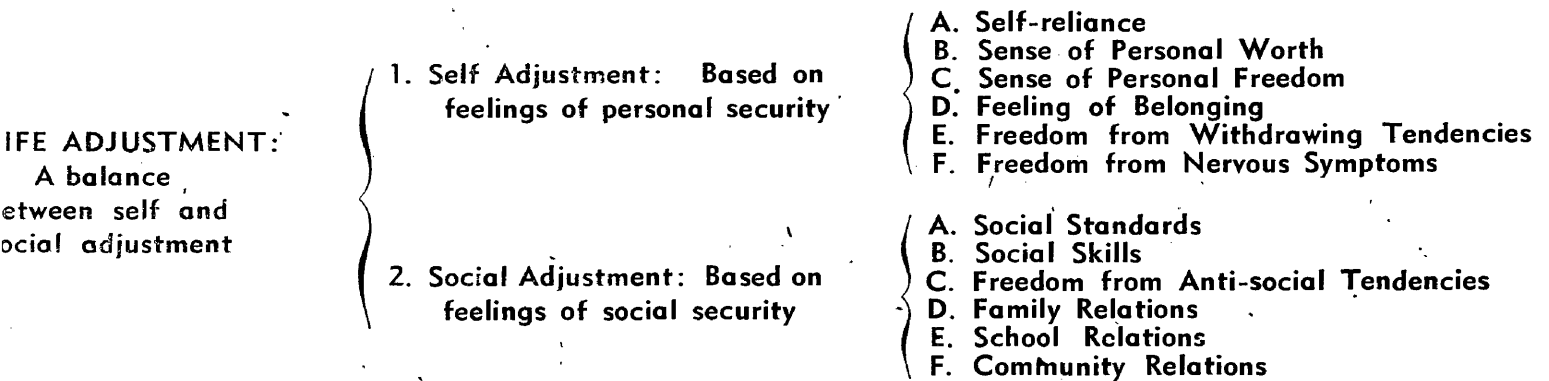 IFE ADJUSTMENT:
A balance
etween self and
ocial adjustment
1. Self Adjustment: Based on
feelings of personal security
A. Self-reliance
B. Sense of Personal Worth
C. Sense of Personal Freedom
D. Feeling of Belonging
E. Freedom from Withdrawing Tendencies
F. Freedom from Nervous Symptoms
2. Social Adjustment: Based on
feelings of social security
A. Social Standards
B. Social Skills
C. Freedom from Anti-social Tendencies
D. Family Relations
E. School Relations
F. Community Relations